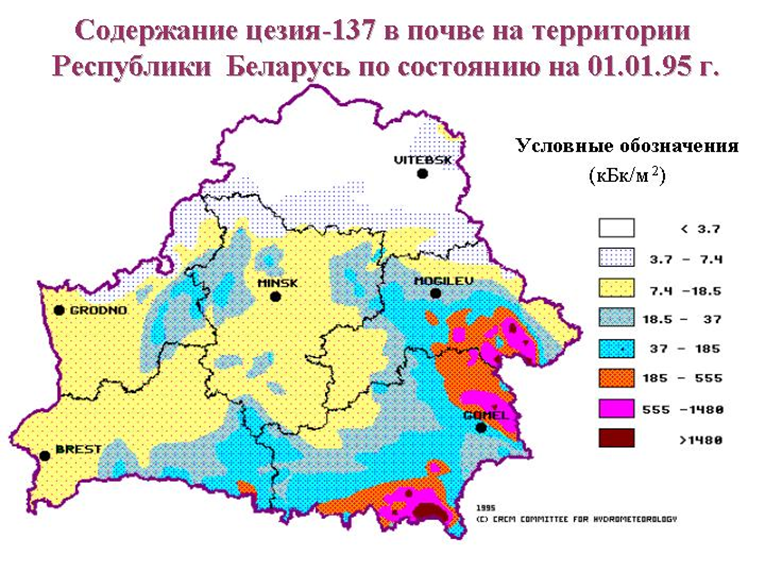 Содержание цезия-137 в почве на территории
Республики Беларусь по состоянию на 01.01.95 г.
Условные обозначения
(кБк/м²)
VITEBSK
< 3.7
3.7 - 7.4
MINSK
MOGILEV
7.4 -18.5
GRODNO
18.5 - 37
37 - 185
185 - 555
GOMEL
555 -1480
BREST
>1480
1995
(C) CRCM COMMITTEE FOR HYDROMETEOROLOGY